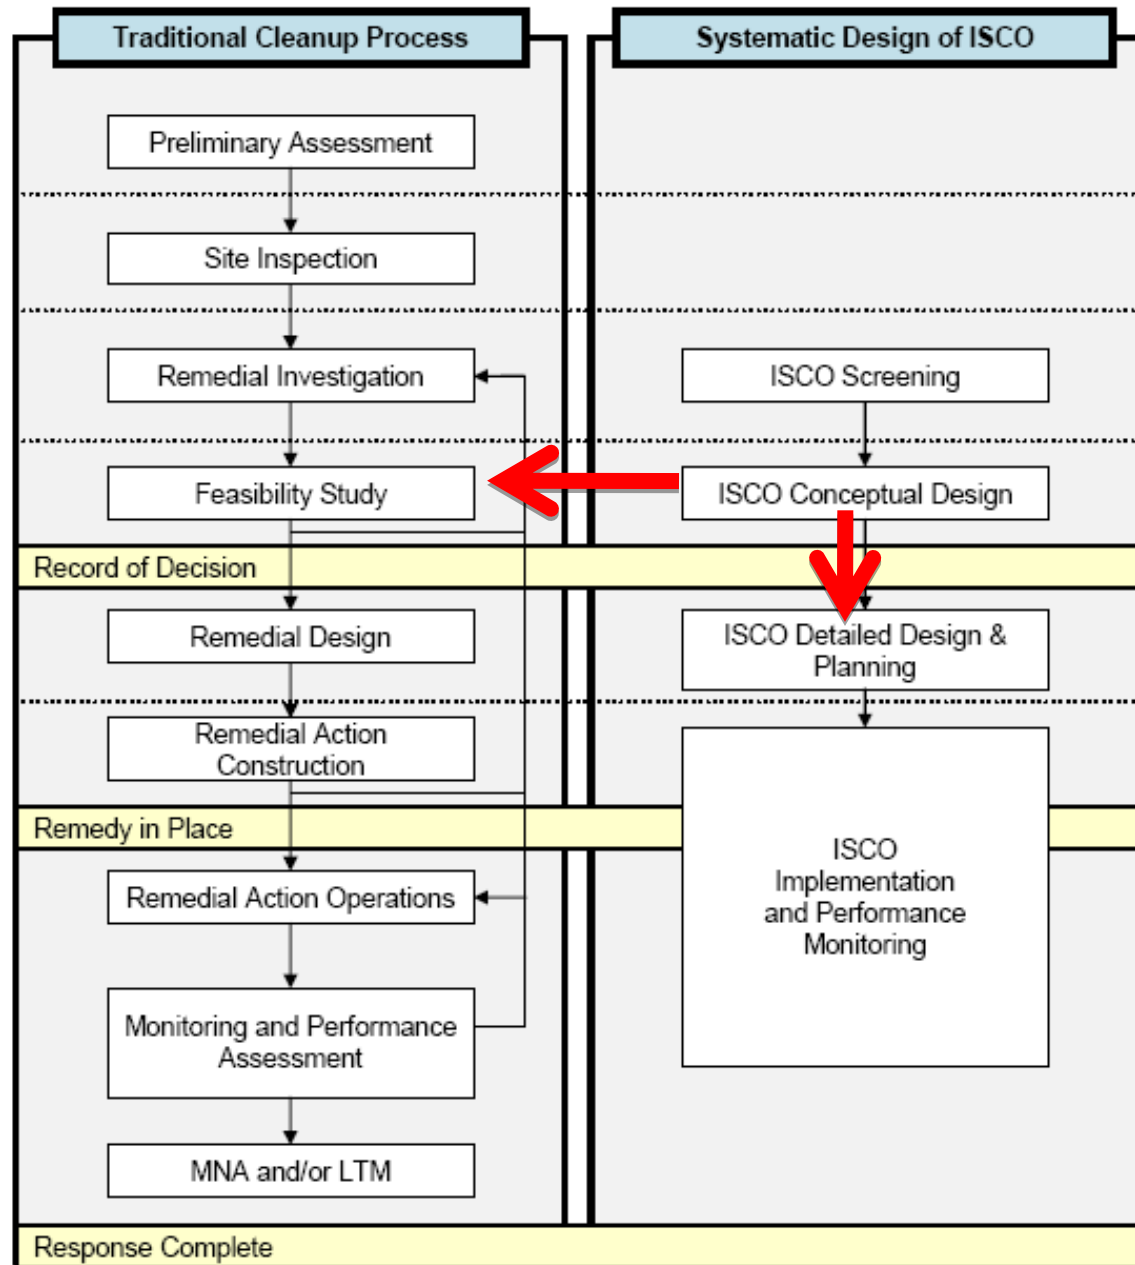 Traditional Cleanup Process
Systematic Design of ISCO
Preliminary Assessment
Site Inspection
Remedial Investigation
ISCO Screening
Feasibility Study
ISCO Conceptual Design
Record of Decision
Remedial Design
ISCO Detailed Design &
Planning
Remedial Action
Construction
Remedy in Place
Remedial Action Operations
ISCO
Implementation
and Performance
Monitoring
Monitoring and Performance
Assessment
MNA and/or LTM
Response Complete